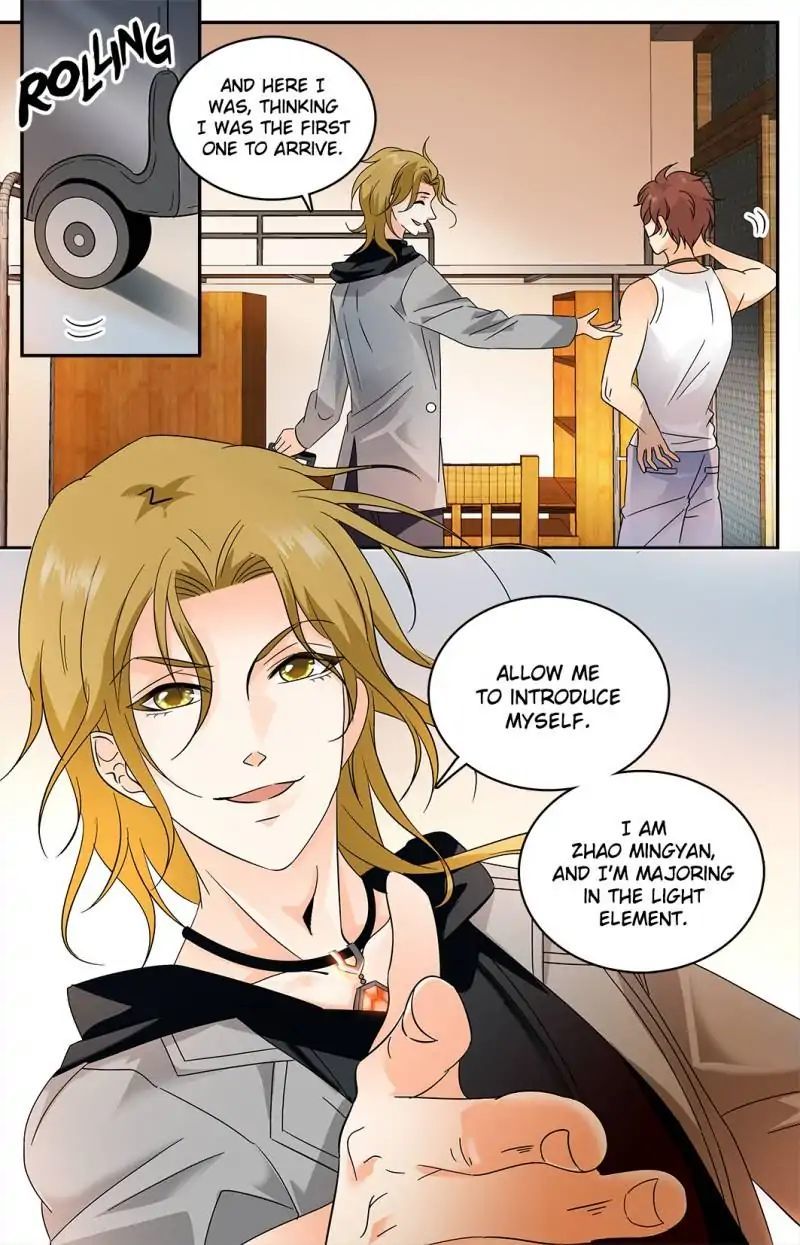 ROLLING
AND HERE I
WAS, THINKING
I WAS THE FIRST
ONE TO ARRIVE.
ALLOW ME
TO INTRODUCE
MYSELF.
I AM
ZHAO MINGYAN,
AND I'M MAJORING
IN THE LIGHT
ELEMENT.